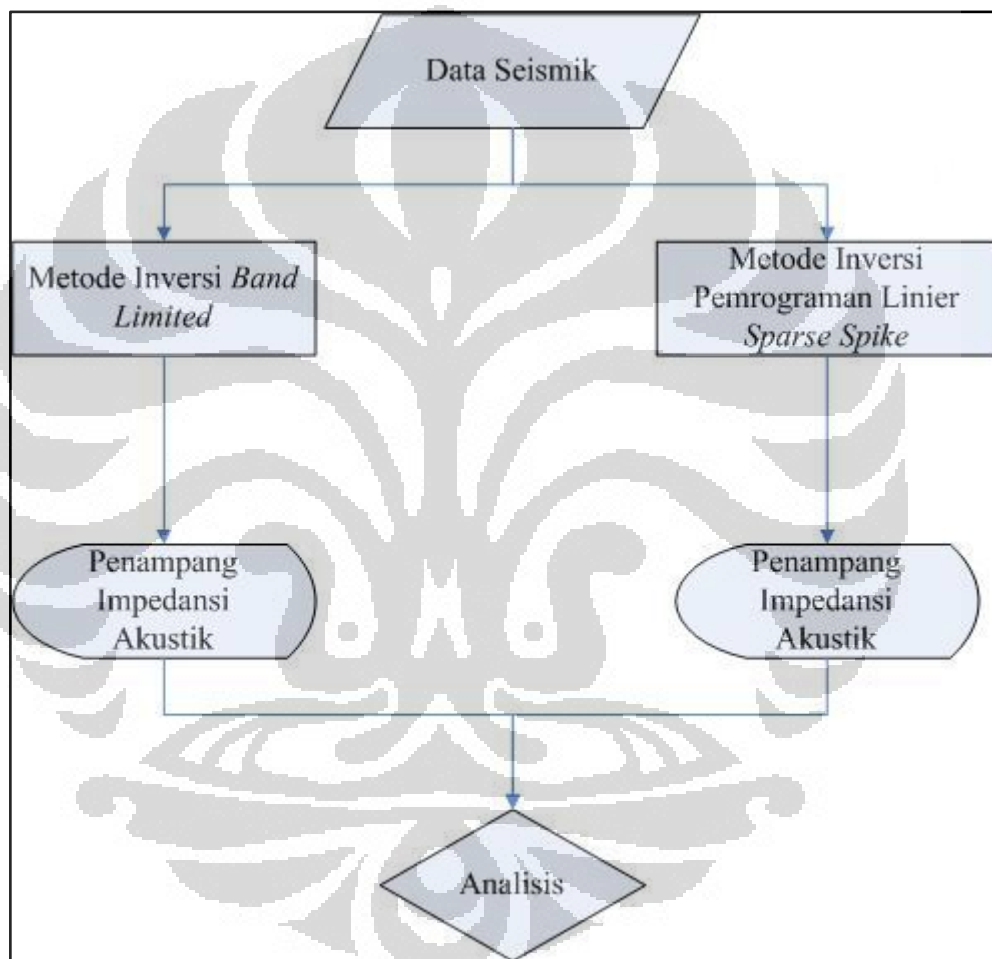 Data Seismik
Metode Inversi Band
Limited
Metode Inversi
Pemrograman Linier
Sparse Spike
Penampang
Impedansi
Akustik
Penampang
Impedansi
Akustik
Analisis